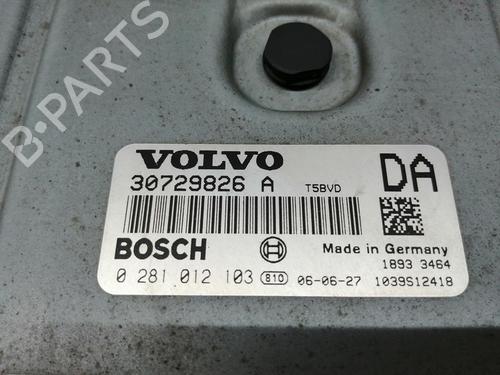 B-PARTS
VOLVO
30729826 A T5BVD DA
BOSCH Made in Germany
1893 3464
0 281 012 103 810 06-06-27 1039S12418